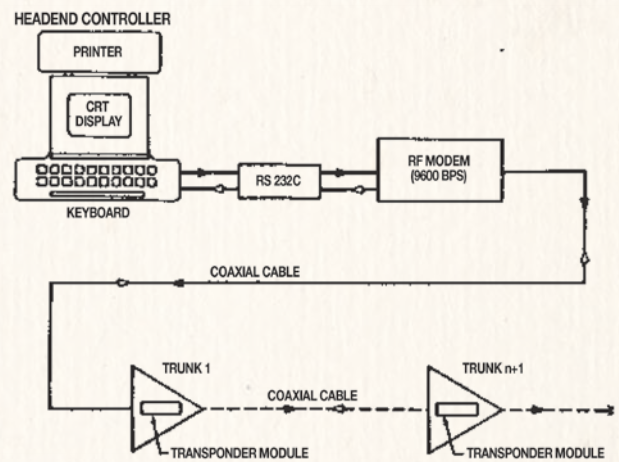 HEADEND CONTROLLER
PRINTER
CRT
DISPLAY
KEYBOARD
RS 232C
RF MODEM
(9600 BPS)
COAXIAL CABLE
TRUNK 1
COAXIAL CABLE
TRUNK n+1
TRANSPONDER MODULE
TRANSPONDER MODULE